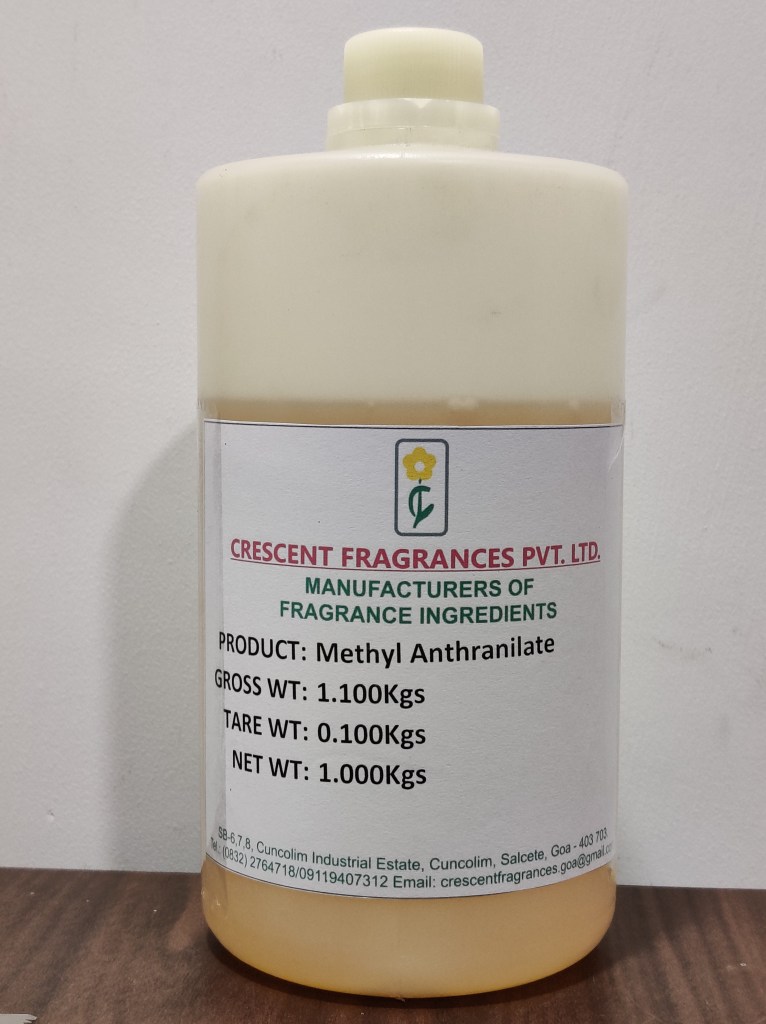 CRESCENT FRAGRANCES PVT. LTD.
MANUFACTURERS OF
FRAGRANCE INGREDIENTS
PRODUCT: Methyl Anthranilate
GROSS WT: 1.100Kgs
TARE WT: 0.100Kgs
NET WT: 1.000Kgs
SB-6,7,8, Cuncolim Industrial Estate, Cuncolim, Salcete, Goa - 403 703.
Tel.: (0832) 2764718/09119407312 Email: crescentfragrances.goa@gmail.co